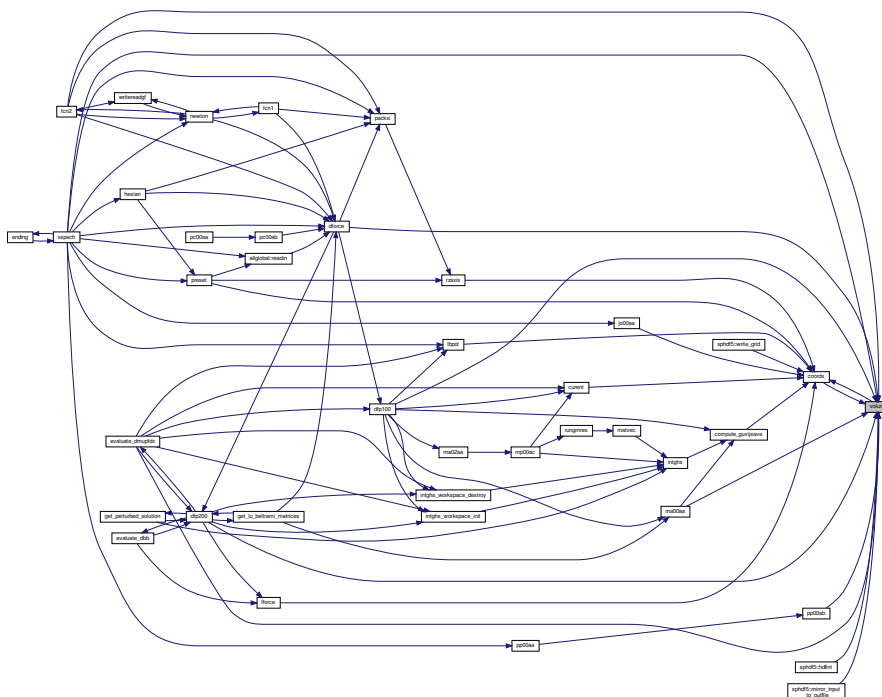 writereadgf
fcn2
fcn1
newton
packxi
hesian
ending
xspech
pc00aa
pc00ab
dforce
allglobal::readin
preset
rzaxis
jo00aa
lbpol
sphdf5::write_grid
coords
curent
volume
dfp100
evaluate_dmupfdx
rungmres
matvec
compute_guvijsave
ma02aa
mp00ac
intghs
intghs_workspace_destroy
get_perturbed_solution
dfp200
get_lu_beltrami_matrices
intghs_workspace_init
ma00aa
evaluate_dbb
lforce
pp00ab
pp00aa
sphdf5::hdfint
sphdf5::mirror_input
_to_outfile